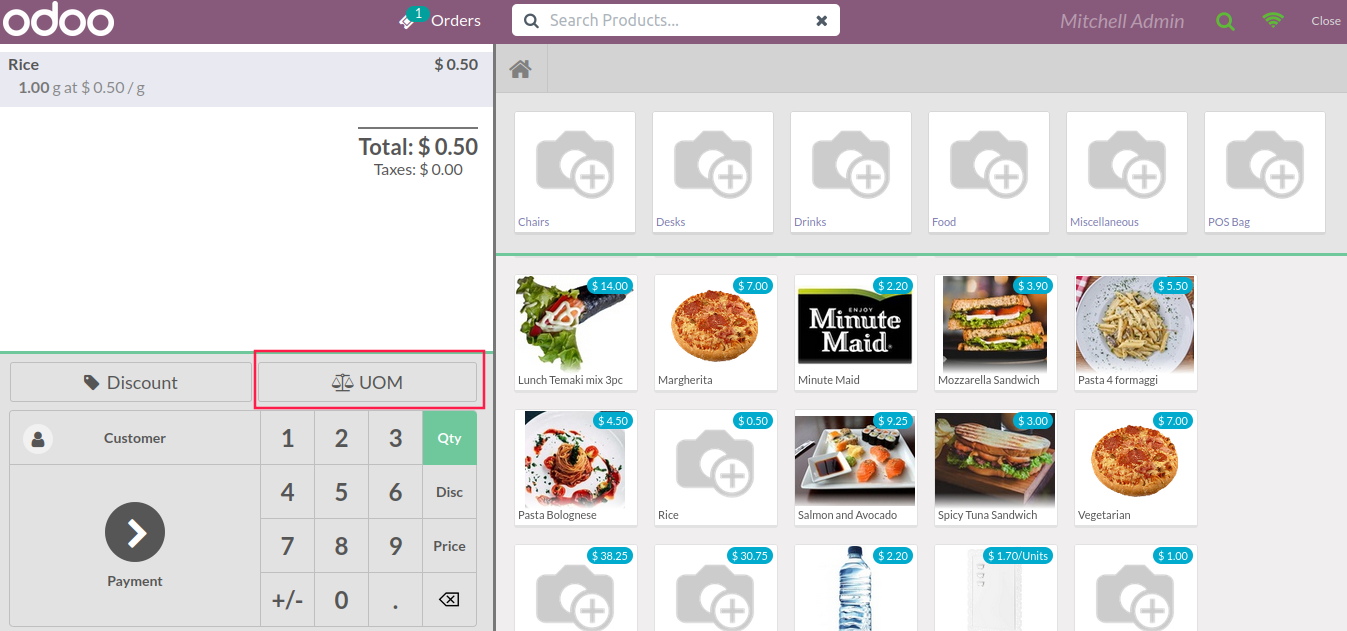 odoo
1
Orders
Search Products...
Mitchell Admin
Close
Rice
$ 0.50
1.00 g at $ 0.50 / g
Total: $ 0.50
Taxes: $ 0.00
Discount
UOM
Customer
1 2 3 Qty
4 5 6 Disc
7 8 9 Price
+/- 0 .
Payment
Chairs
Desks
Drinks
Food
Miscellaneous
POS Bag
$ 14.00
Lunch Temaki mix 3pc
$ 7.00
Margherita
$ 2.20
ENJOY
Minute
Maid
Minute Maid
$ 3.90
Mozzarella Sandwich
$ 5.50
Pasta 4 formaggi
$ 4.50
Pasta Bolognese
$ 0.50
Rice
$ 9.25
Salmon and Avocado
$ 3.00
Spicy Tuna Sandwich
$ 7.00
Vegetarian
$ 38.25
$ 30.75
$ 2.20
$ 1.70/Units
$ 1.00